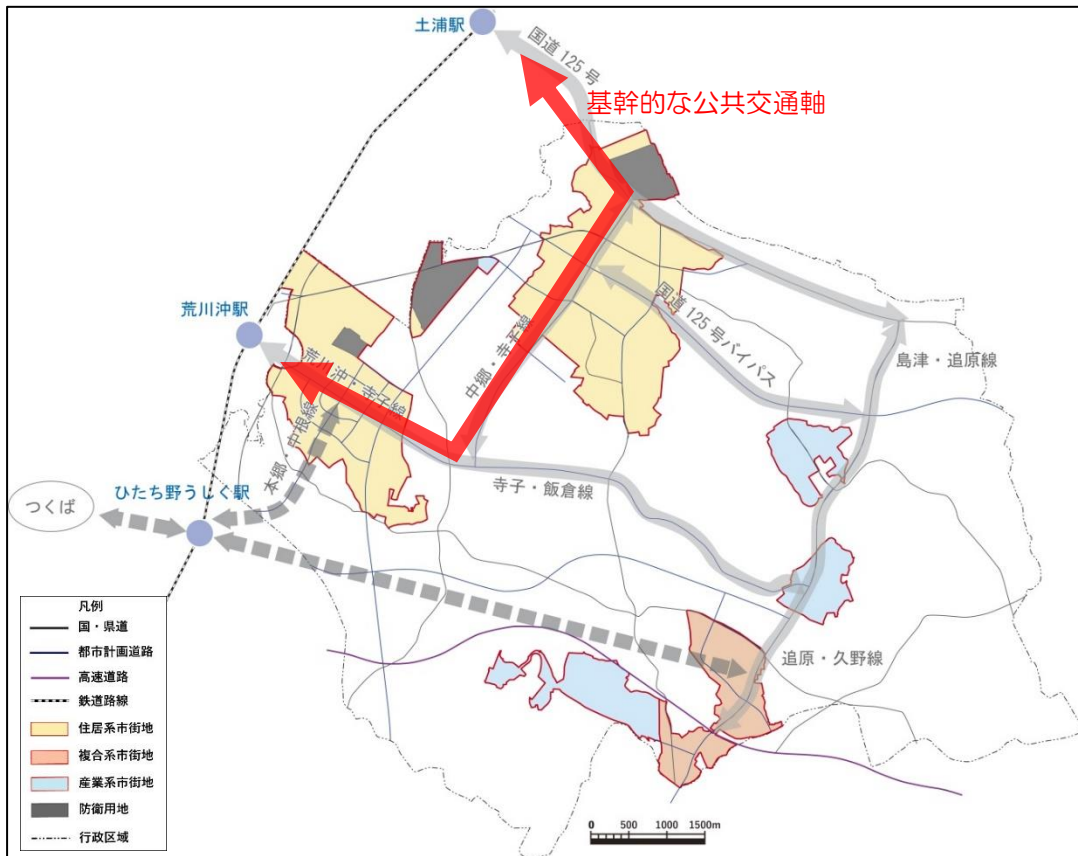 土浦駅
国道125号
基幹的な公共交通軸
荒川沖駅
荒川沖・寺子線
中郷・寺子線
国道125号バイパス
島津・追原線
本郷・中根線
ひたち野うしく駅
つくば
寺子・飯倉線
追原・久野線
凡例
国・県道
都市計画道路
高速道路
鉄道路線
住居系市街地
複合系市街地
産業系市街地
防衛用地
行政区域
0 500 1000 1500m